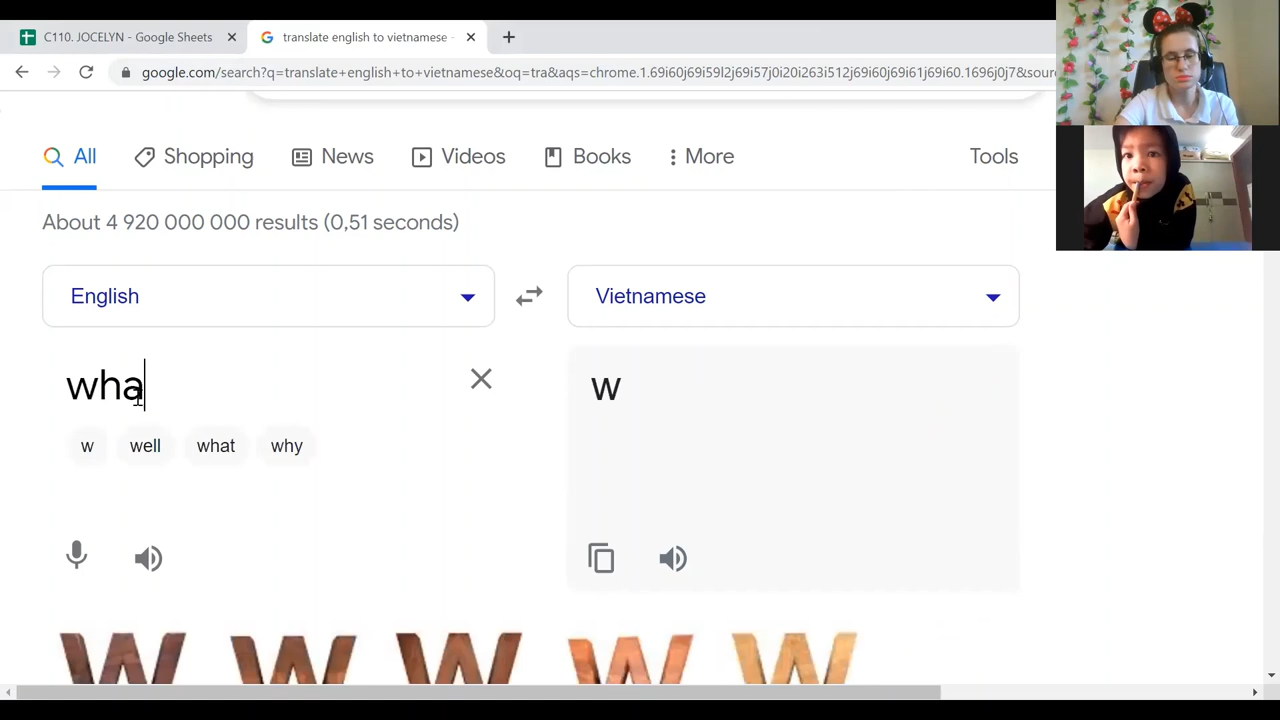 C110. JOCELYN - Google Sheets
translate english to vietnamese -
google.com/search?q=translate+english+to+vietnamese&oq=tra&aqs=chrome.1.69i60j69i59l2j69i57j0i20i263i512j69i60j69i61j69i60.1696j0j7&sour
All Shopping News Videos Books More Tools
About 4 920 000 000 results (0,51 seconds)
English Vietnamese
wha w
w well what why
W W W W W